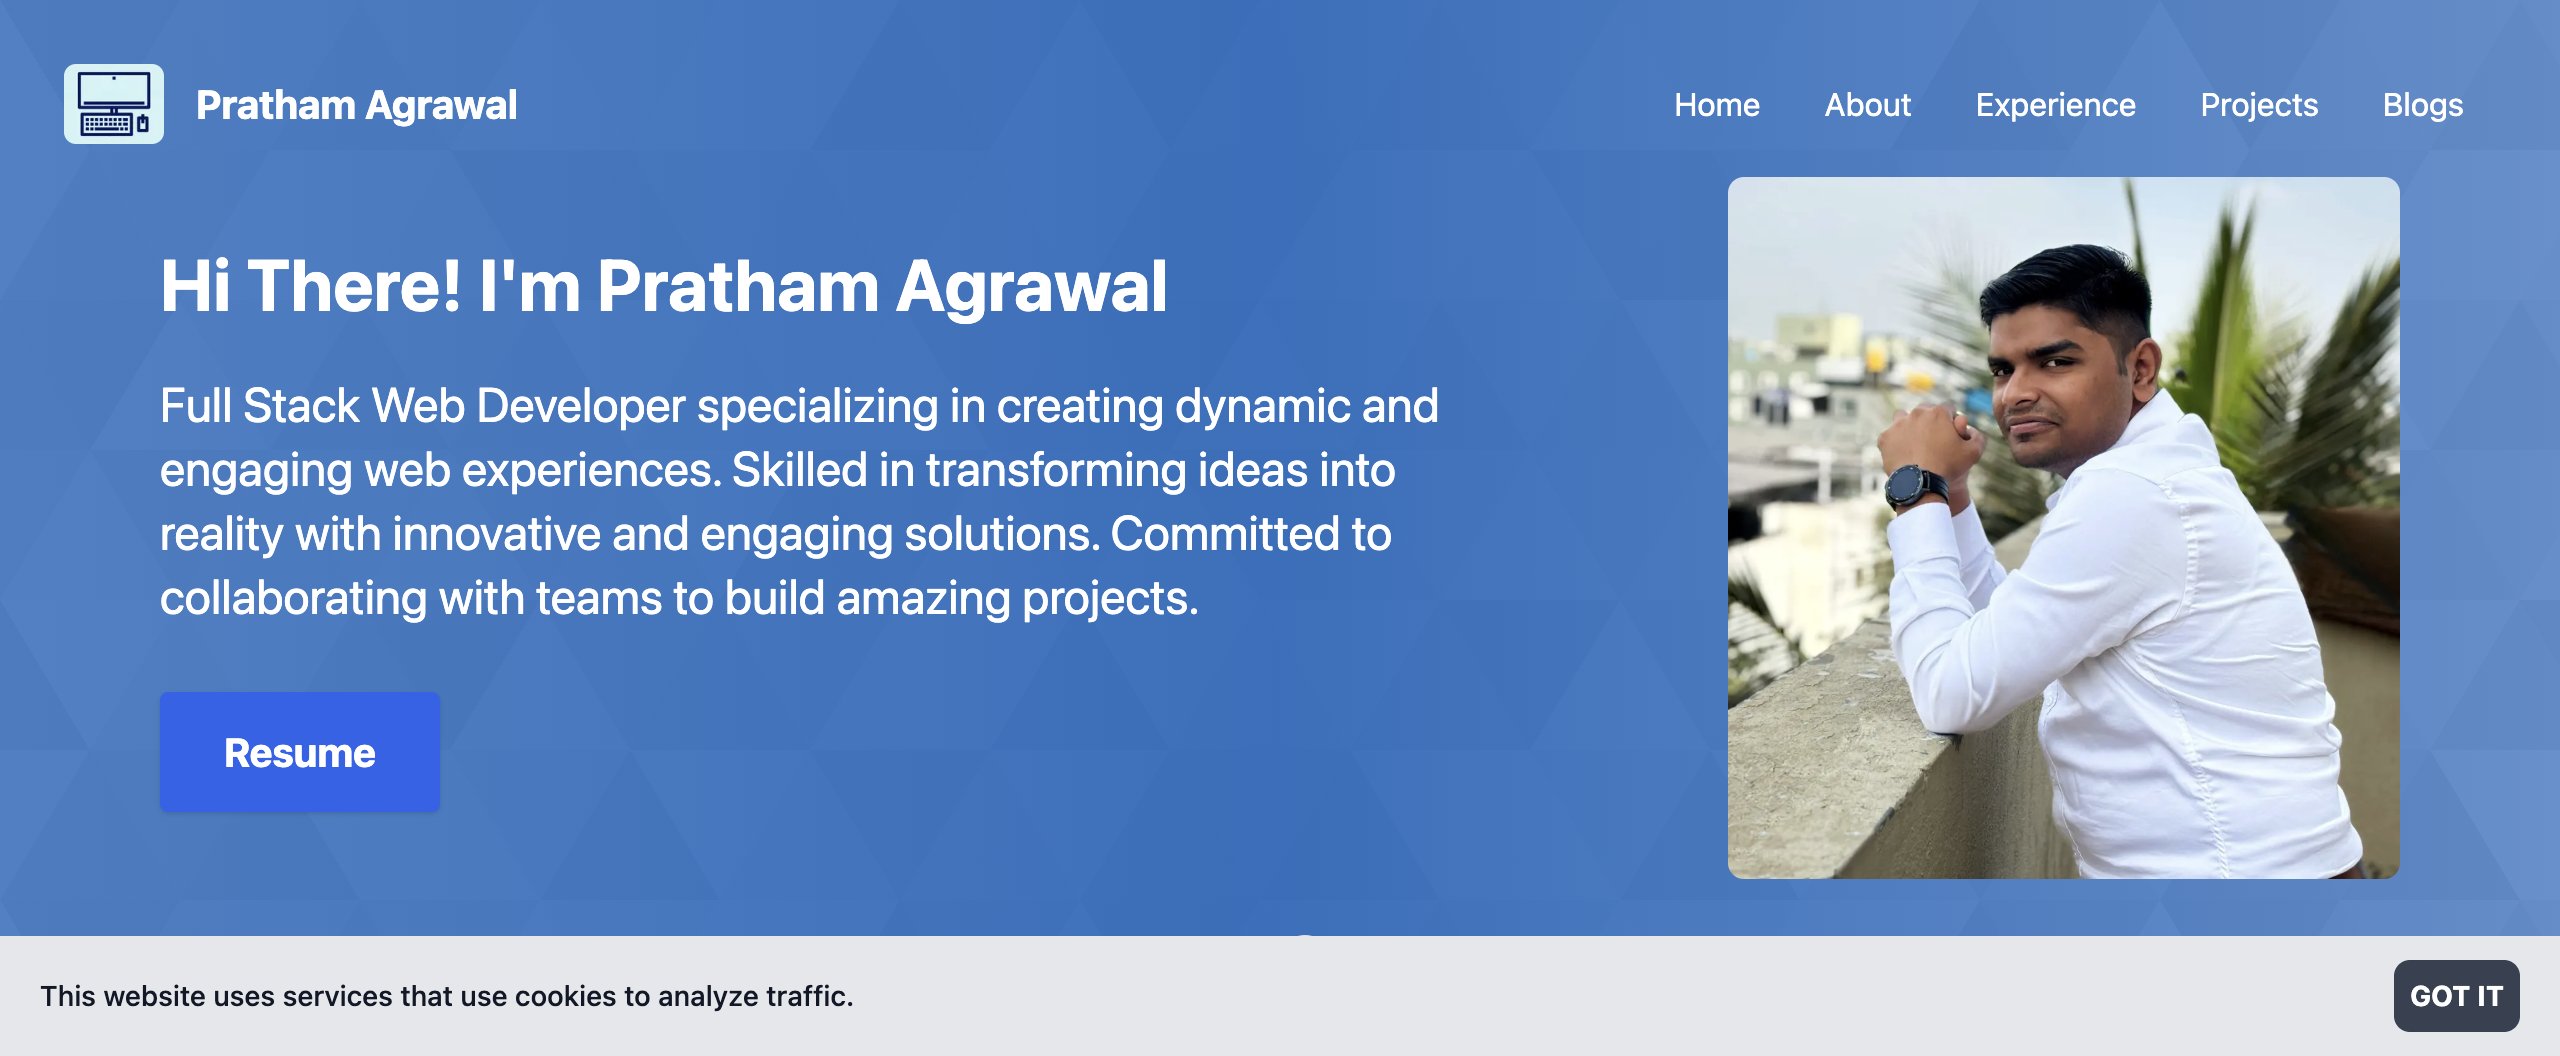 Pratham Agrawal
Home
About
Experience
Projects
Blogs
Hi There! I'm Pratham Agrawal
Full Stack Web Developer specializing in creating dynamic and
engaging web experiences. Skilled in transforming ideas into
reality with innovative and engaging solutions. Committed to
collaborating with teams to build amazing projects.
Resume
This website uses services that use cookies to analyze traffic.
GOT IT